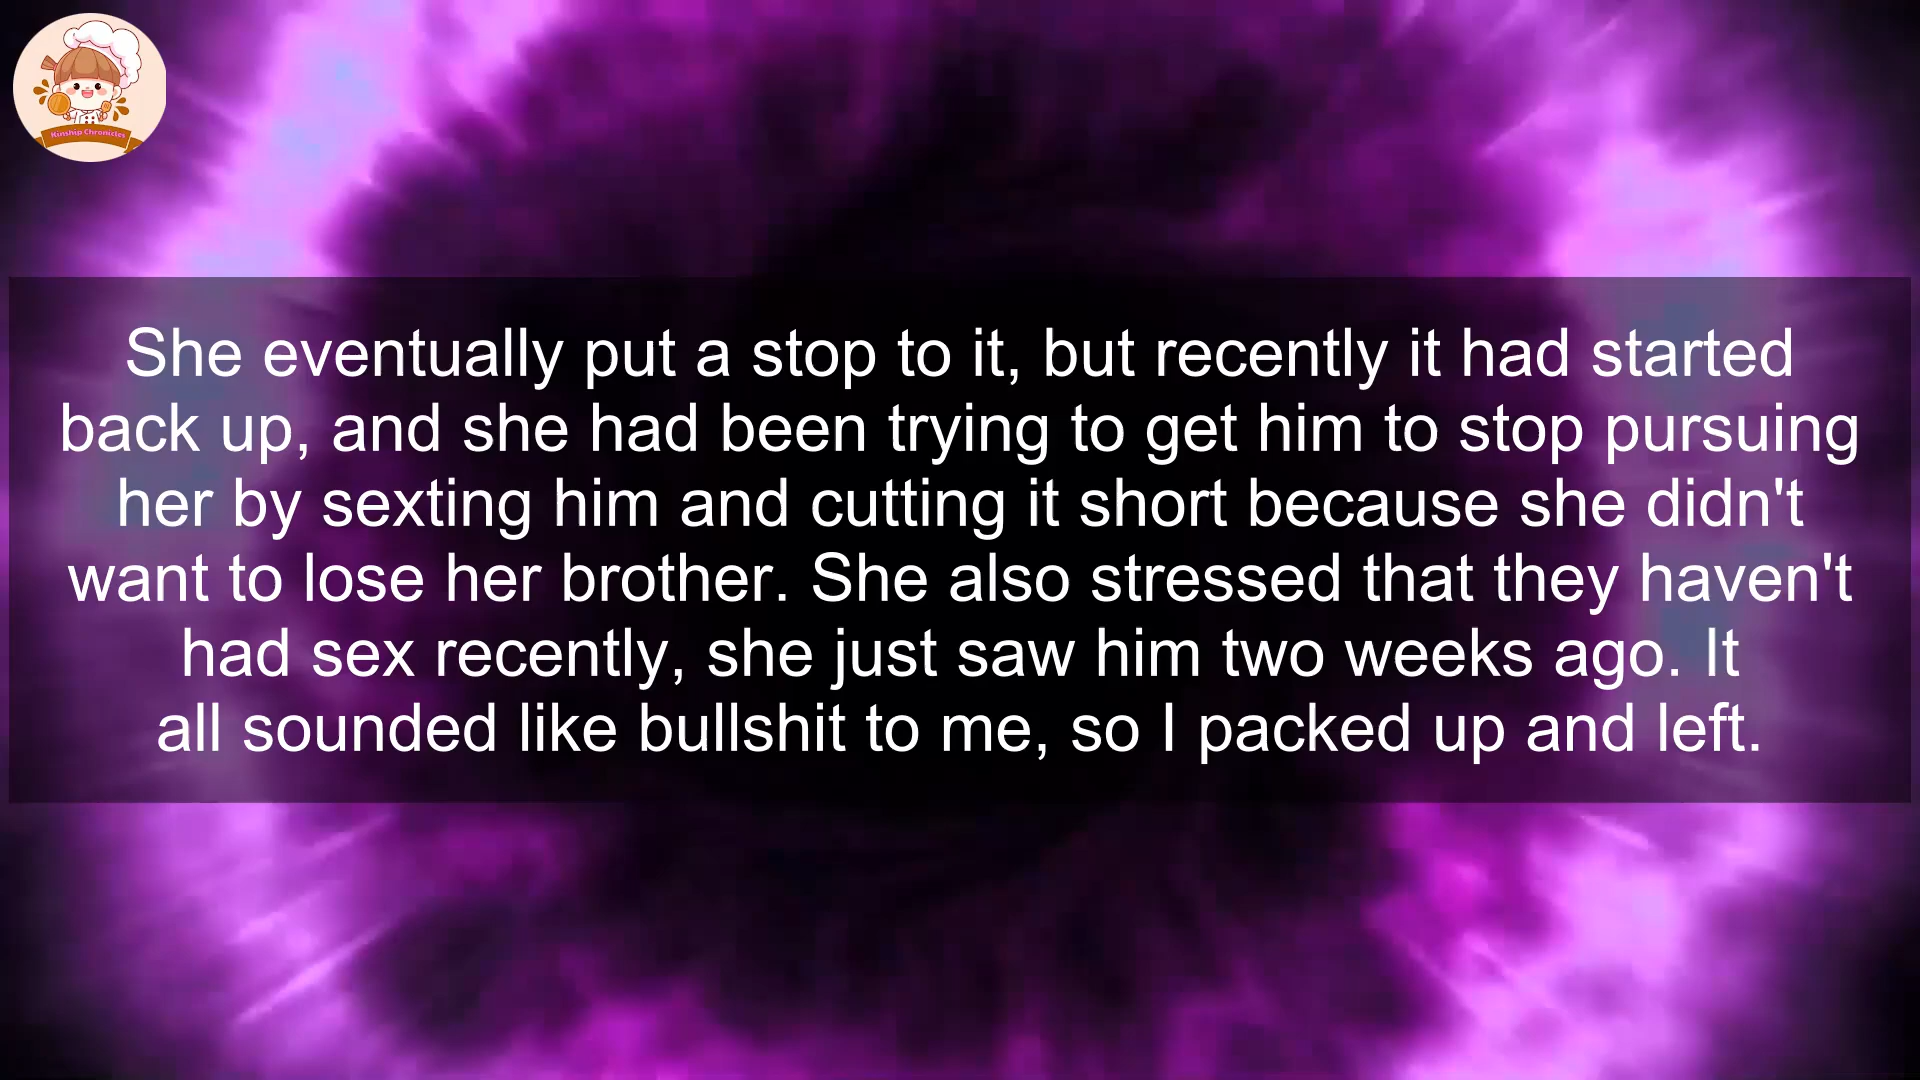 Kinship Chronicles
She eventually put a stop to it, but recently it had started
back up, and she had been trying to get him to stop pursuing
her by sexting him and cutting it short because she didn't
want to lose her brother. She also stressed that they haven't
had sex recently, she just saw him two weeks ago. It
all sounded like bullshit to me, so I packed up and left.